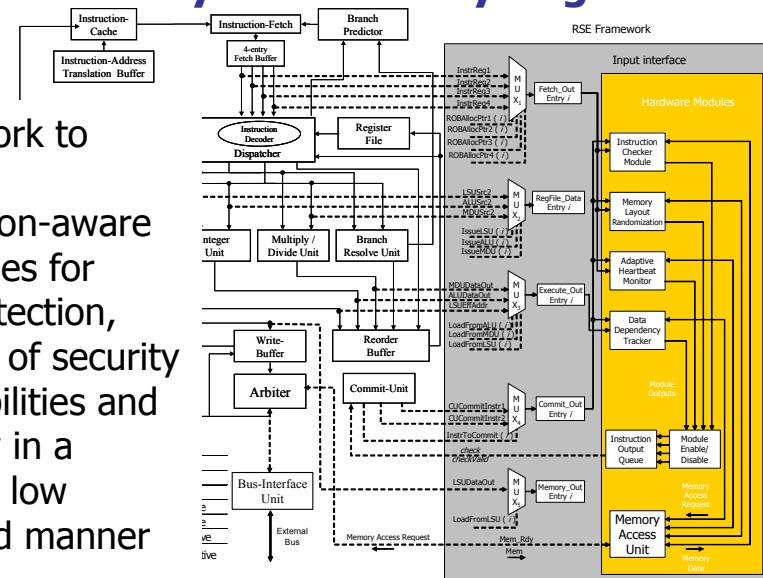 RSE Framework
Instruction-
Cache
Instruction-Address
Translation Buffer
Instruction-Fetch
4-entry
Fetch Buffer
Branch
Predictor
Instruction
Decoder
Dispatcher
Register
File
Multiply /
Divide Unit
Branch
Resolve Unit
Unit
Write-
Buffer
Reorder
Buffer
Arbiter
Commit-Unit
Bus-Interface
Unit
External
Bus
Memory Access Request
rk to
on-aware
es for
tection,
of security
bilities and
in a
low
d manner
Input interface
InstrReg1
InstrReg2
InstrReg3
InstrReg4
ROBAllocPtr1 ( i )
ROBAllocPtr2 ( i )
ROBAllocPtr3 ( i )
ROBAllocPtr4 ( i )
MUX1
Fetch_Out
Entry i
LSUSrc2
ALUSrc2
MDUSrc2
IssueLSU ( i )
IssueALU ( i )
IssueMDU ( i )
MUX2
RegFile_Data
Entry i
MDUDataOut
ALUDataOut
LSUEffAddr
LoadFromALU ( i )
LoadFromMDU ( i )
LoadFromLSU ( i )
MUX3
Execute_Out
Entry i
CUCommitInstr1
CUCommitInstr2
InstrToCommit ( i )
MUX4
Commit_Out
Entry i
check
checkValid
LSUDataOut
LoadFromLSU ( i )
MUX5
Memory_Out
Entry i
Mem_Rdy
Mem
Hardware Modules
Instruction
Checker
Module
Memory
Layout
Randomization
Adaptive
Heartbeat
Monitor
Data
Dependency
Tracker
Module
Outputs
Instruction
Output
Queue
Module
Enable/
Disable
Memory
Access
Request
Memory
Access
Unit
Memory
Data